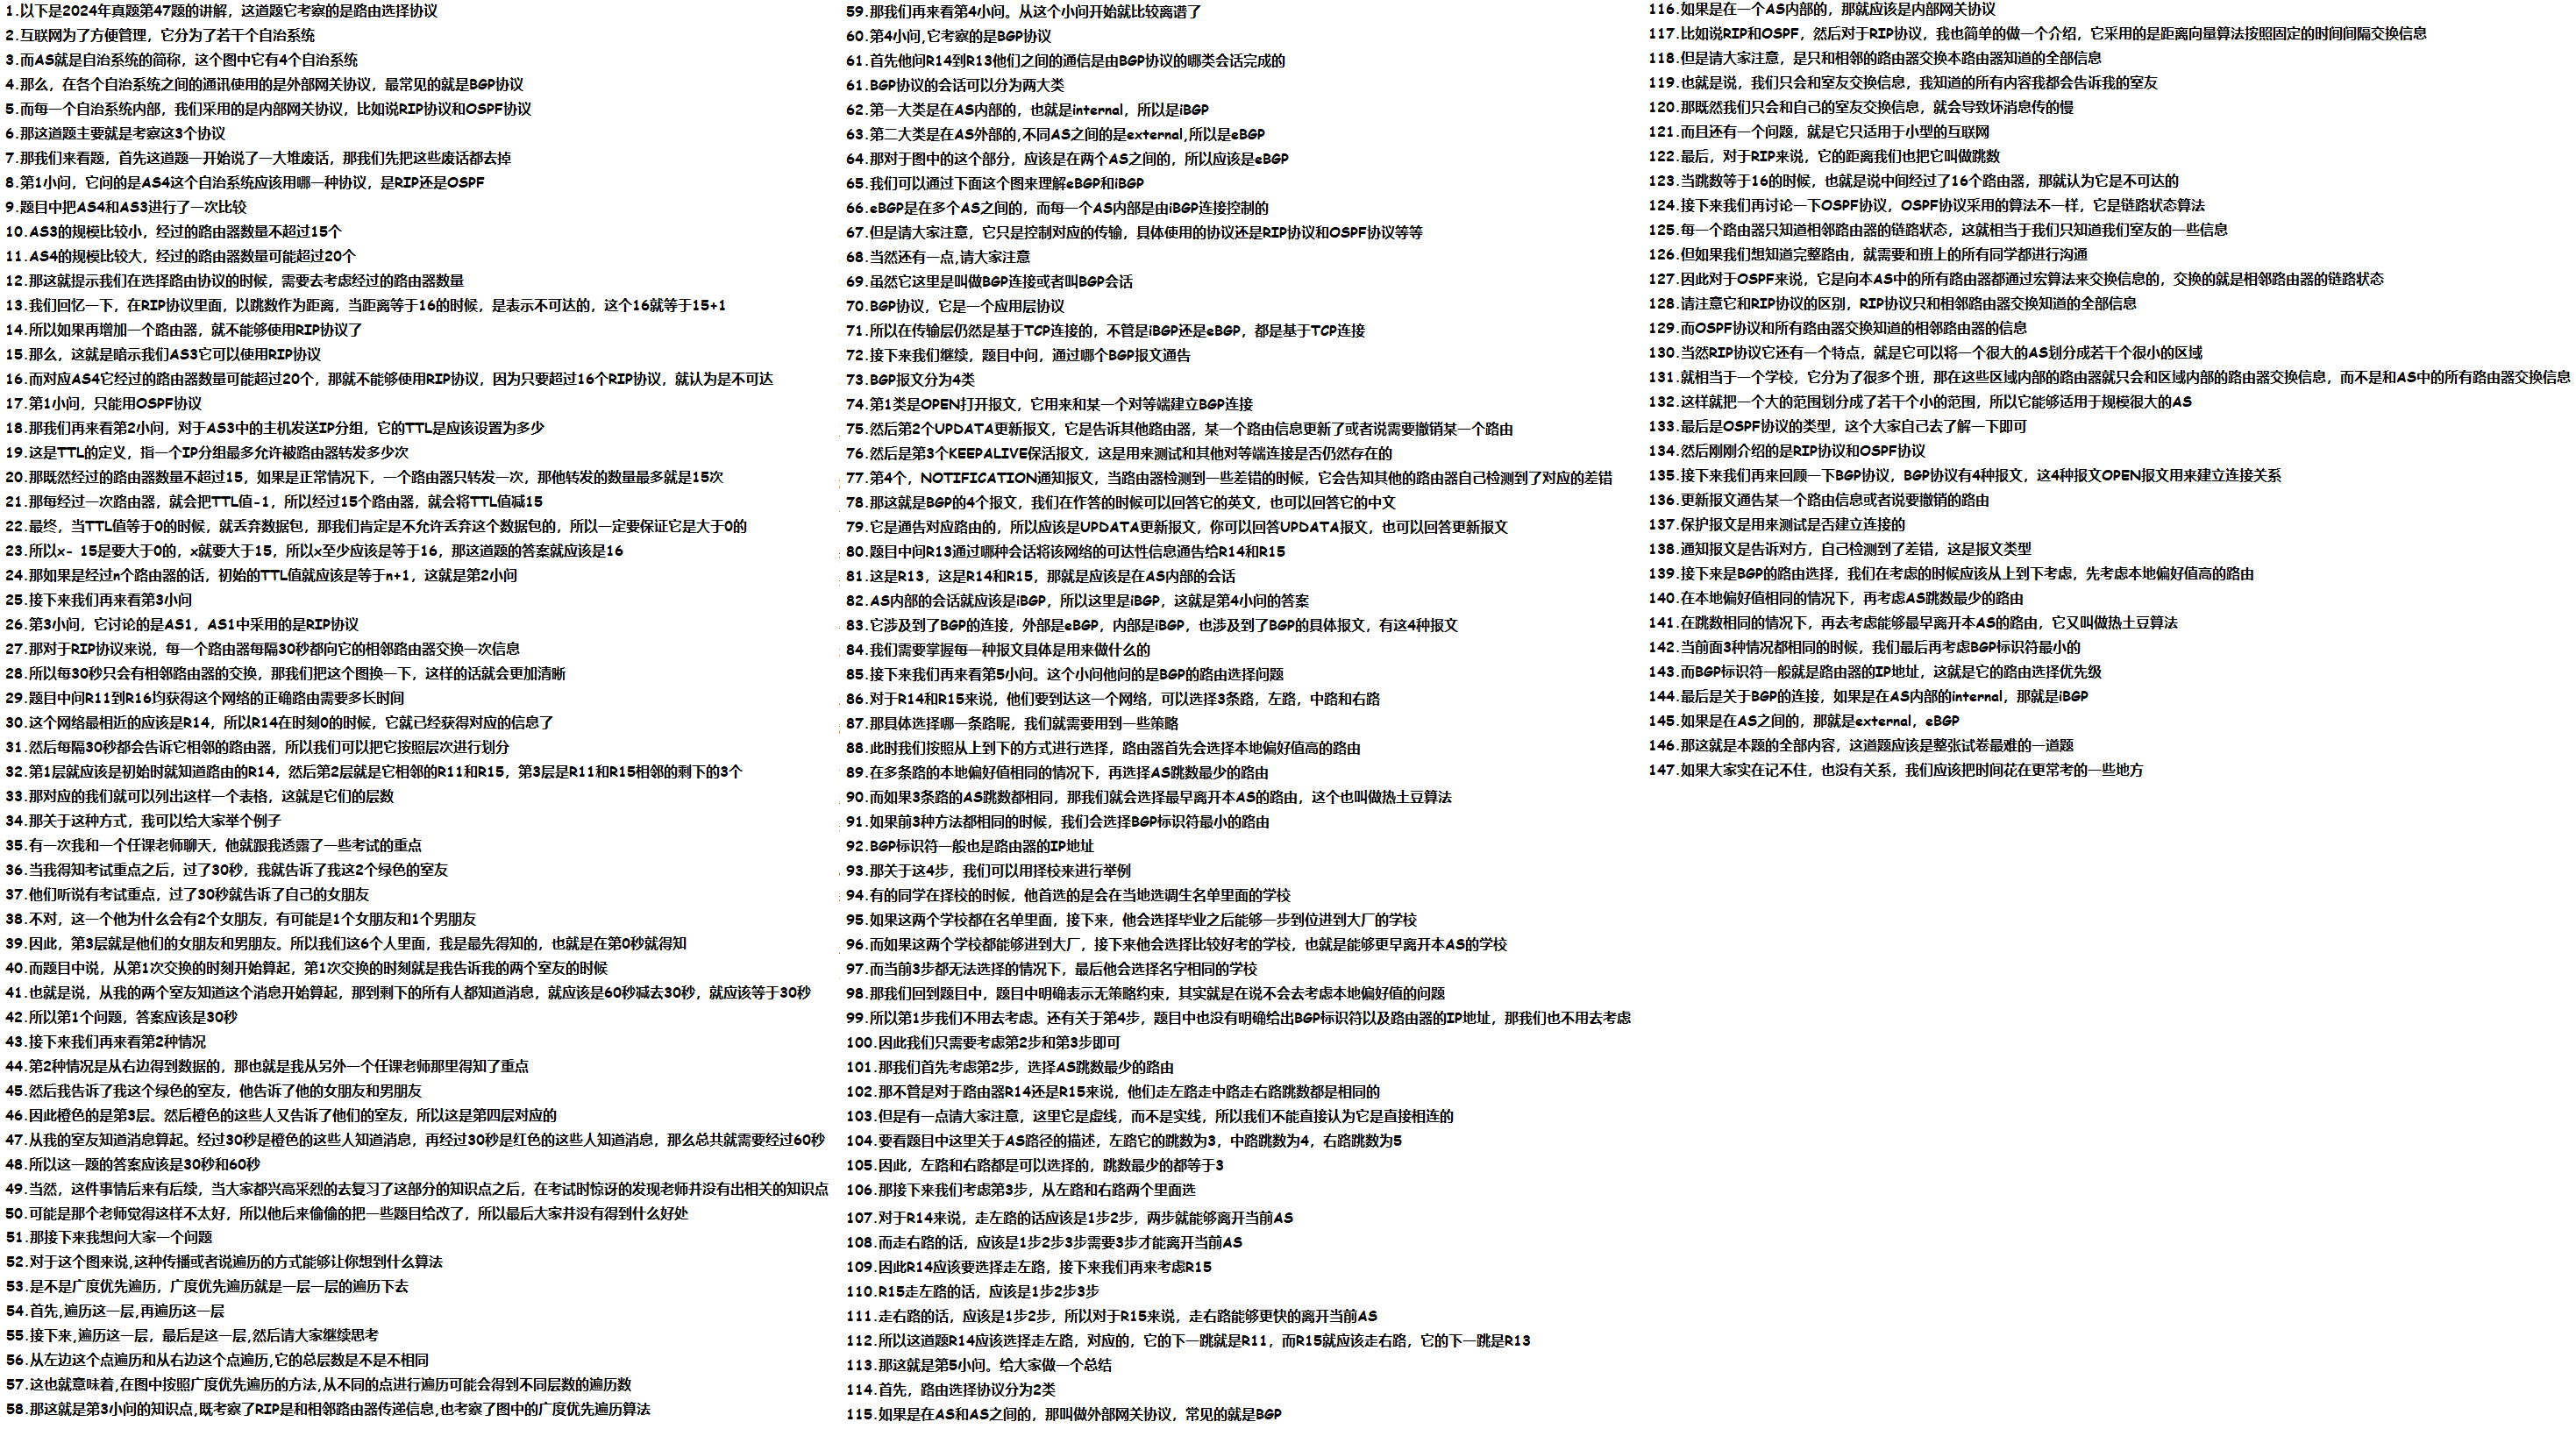 1.以下是2024年真题第47题的讲解，这道题它考察的是路由选择协议
2.互联网为了方便管理，它分为了若干个自治系统
3.而AS就是自治系统的简称，这个图中它有4个自治系统
4.那么，在各个自治系统之间的通讯使用的是外部网关协议，最常见的就是BGP协议
5.而每一个自治系统内部，我们采用的是内部网关协议，比如说RIP协议和OSPF协议
6.那这道题主要就是考察这3个协议
7.那我们来看题，首先这道题一开始说了一大堆废话，那我们先把这些废话都去掉
8.第1小问，它问的是AS4这个自治系统应该用哪一种协议，是RIP还是OSPF
9.题目中把AS4和AS3进行了一次比较
10.AS3的规模比较小，经过的路由器数量不超过15个
11.AS4的规模比较大，经过的路由器数量可能超过20个
12.那这就提示我们在选择路由协议的时候，需要去考虑经过的路由器数量
13.我们回忆一下，在RIP协议里面，以跳数作为距离，当距离等于16的时候，是表示不可达的，这个16就等于15+1
14.所以如果再增加一个路由器，就不能够使用RIP协议了
15.那么，这就是暗示我们AS3它可以使用RIP协议
16.而对应AS4它经过的路由器数量可能超过20个，那就不能够使用RIP协议，因为只要超过16个RIP协议，就认为是不可达
17.第1小问，只能用OSPF协议
18.那我们再来看第2小问，对于AS3中的主机发送IP分组，它的TTL是应该设置为多少
19.这是TTL的定义，指一个IP分组最多允许被路由器转发多少次
20.那既然经过的路由器数量不超过15，如果是正常情况下，一个路由器只转发一次，那他转发的数量最多就是15次
21.那每经过一次路由器，就会把TTL值-1，所以经过15个路由器，就会将TTL值减15
22.最终，当TTL值等于0的时候，就丢弃数据包，那我们肯定是不允许丢弃这个数据包的，所以一定要保证它是大于0的
23.所以x- 15是要大于0的，x就要大于15，所以x至少应该是等于16，那这道题的答案就应该是16
24.那如果是经过n个路由器的话，初始的TTL值就应该是等于n+1，这就是第2小问
25.接下来我们再来看第3小问
26.第3小问，它讨论的是AS1，AS1中采用的是RIP协议
27.那对于RIP协议来说，每一个路由器每隔30秒都向它的相邻路由器交换一次信息
28.所以每30秒只会有相邻路由器的交换，那我们把这个图换一下，这样的话就会更加清晰
29.题目中问R11到R16均获得这个网络的正确路由需要多长时间
30.这个网络最相近的应该是R14，所以R14在时刻0的时候，它就已经获得对应的信息了
31.然后每隔30秒都会告诉它相邻的路由器，所以我们可以把它按照层次进行划分
32.第1层就应该是初始时就知道路由的R14，然后第2层就是它相邻的R11和R15，第3层是R11和R15相邻的剩下的3个
33.那对应的我们就可以列出这样一个表格，这就是它们的层数
34.那关于这种方式，我可以给大家举个例子
35.有一次我和一个任课老师聊天，他就跟我透露了一些考试的重点
36.当我得知考试重点之后，过了30秒，我就告诉了我这2个绿色的室友
37.他们听说有考试重点，过了30秒就告诉了自己的女朋友
38.不对，这一个他为什么会有2个女朋友，有可能是1个女朋友和1个男朋友
39.因此，第3层就是他们的女朋友和男朋友。所以我们这6个人里面，我是最先得知的，也就是在第0秒就得知
40.而题目中说，从第1次交换的时刻开始算起，第1次交换的时刻就是我告诉我的两个室友的时候
41.也就是说，从我的两个室友知道这个消息开始算起，那到剩下的所有人都知道消息，就应该是60秒减去30秒，就应该等于30秒
42.所以第1个问题，答案应该是30秒
43.接下来我们再来看第2种情况
44.第2种情况是从右边得到数据的，那也就是我从另外一个任课老师那里得知了重点
45.然后我告诉了我这个绿色的室友，他告诉了他的女朋友和男朋友
46.因此橙色的是第3层。然后橙色的这些人又告诉了他们的室友，所以这是第四层对应的
47.从我的室友知道消息算起。经过30秒是橙色的这些人知道消息，再经过30秒是红色的这些人知道消息，那么总共就需要经过60秒
48.所以这一题的答案应该是30秒和60秒
49.当然，这件事情后来有后续，当大家都兴高采烈的去复习了这部分的知识点之后，在考试时惊讶的发现老师并没有出相关的知识点
50.可能是那个老师觉得这样不太好，所以他后来偷偷的把一些题目给改了，所以最后大家并没有得到什么好处
51.那接下来我想问大家一个问题
52.对于这个图来说,这种传播或者说遍历的方式能够让你想到什么算法
53.是不是广度优先遍历，广度优先遍历就是一层一层的遍历下去
54.首先,遍历这一层,再遍历这一层
55.接下来,遍历这一层，最后是这一层,然后请大家继续思考
56.从左边这个点遍历和从右边这个点遍历,它的总层数是不是不相同
57.这也就意味着,在图中按照广度优先遍历的方法,从不同的点进行遍历可能会得到不同层数的遍历数
58.那这就是第3小问的知识点,既考察了RIP是和相邻路由器传递信息,也考察了图中的广度优先遍历算法
59.那我们再来看第4小问。从这个小问开始就比较离谱了
60.第4小问,它考察的是BGP协议
61.首先他问R14到R13他们之间的通信是由BGP协议的哪类会话完成的
61.BGP协议的会话可以分为两大类
62.第一大类是在AS内部的，也就是internal，所以是iBGP
63.第二大类是在AS外部的,不同AS之间的是external,所以是eBGP
64.那对于图中的这个部分，应该是在两个AS之间的，所以应该是eBGP
65.我们可以通过下面这个图来理解eBGP和iBGP
66.eBGP是在多个AS之间的，而每一个AS内部是由iBGP连接控制的
67.但是请大家注意，它只是控制对应的传输，具体使用的协议还是RIP协议和OSPF协议等等
68.当然还有一点,请大家注意
69.虽然它这里是叫做BGP连接或者叫BGP会话
70.BGP协议，它是一个应用层协议
71.所以在传输层仍然是基于TCP连接的，不管是iBGP还是eBGP，都是基于TCP连接
72.接下来我们继续，题目中问，通过哪个BGP报文通告
73.BGP报文分为4类
74.第1类是OPEN打开报文，它用来和某一个对等端建立BGP连接
75.然后第2个UPDATA更新报文，它是告诉其他路由器，某一个路由信息更新了或者说需要撤销某一个路由
76.然后是第3个KEEPALIVE保活报文，这是用来测试和其他对等端连接是否仍然存在的
77.第4个，NOTIFICATION通知报文，当路由器检测到一些差错的时候，它会告知其他的路由器自己检测到了对应的差错
78.那这就是BGP的4个报文，我们在作答的时候可以回答它的英文，也可以回答它的中文
79.它是通告对应路由的，所以应该是UPDATA更新报文，你可以回答UPDATA报文，也可以回答更新报文
80.题目中问R13通过哪种会话将该网络的可达性信息通告给R14和R15
81.这是R13，这是R14和R15，那就是应该是在AS内部的会话
82.AS内部的会话就应该是iBGP，所以这里是iBGP，这就是第4小问的答案
83.它涉及到了BGP的连接，外部是eBGP，内部是iBGP，也涉及到了BGP的具体报文，有这4种报文
84.我们需要掌握每一种报文具体是用来做什么的
85.接下来我们再来看第5小问。这个小问他问的是BGP的路由选择问题
86.对于R14和R15来说，他们要到达这一个网络，可以选择3条路，左路，中路和右路
87.那具体选择哪一条路呢，我们就需要用到一些策略
88.此时我们按照从上到下的方式进行选择，路由器首先会选择本地偏好值高的路由
89.在多条路的本地偏好值相同的情况下，再选择AS跳数最少的路由
90.而如果3条路的AS跳数都相同，那我们就会选择最早离开本AS的路由，这个也叫做热土豆算法
91.如果前3种方法都相同的时候，我们会选择BGP标识符最小的路由
92.BGP标识符一般也是路由器的IP地址
93.那关于这4步，我们可以用择校来进行举例
94.有的同学在择校的时候，他首选的是会在当地选调生名单里面的学校
95.如果这两个学校都在名单里面，接下来，他会选择毕业之后能够一步到位进到大厂的学校
96.而如果这两个学校都能够进到大厂，接下来他会选择比较好考的学校，也就是能够更早离开本AS的学校
97.而当前3步都无法选择的情况下，最后他会选择名字相同的学校
98.那我们回到题目中，题目中明确表示无策略约束，其实就是在说不会去考虑本地偏好值的问题
99.所以第1步我们不用去考虑。还有关于第4步，题目中也没有明确给出BGP标识符以及路由器的IP地址，那我们也不用去考虑
100.因此我们只需要考虑第2步和第3步即可
101.那我们首先考虑第2步，选择AS跳数最少的路由
102.那不管是对于路由器R14还是R15来说，他们走左路走中路走右路跳数都是相同的
103.但是有一点请大家注意，这里它是虚线，而不是实线，所以我们不能直接认为它是直接相连的
104.要看题目中这里关于AS路径的描述，左路它的跳数为3，中路跳数为4，右路跳数为5
105.因此，左路和右路都是可以选择的，跳数最少的都等于3
106.那接下来我们考虑第3步，从左路和右路两个里面选
107.对于R14来说，走左路的话应该是1步2步，两步就能够离开当前AS
108.而走右路的话，应该是1步2步3步需要3步才能离开当前AS
109.因此R14应该要选择走左路，接下来我们再来考虑R15
110.R15走左路的话，应该是1步2步3步
111.走右路的话，应该是1步2步，所以对于R15来说，走右路能够更快的离开当前AS
112.所以这道题R14应该选择走左路，对应的，它的下一跳就是R11，而R15就应该走右路，它的下一跳是R13
113.那这就是第5小问。给大家做一个总结
114.首先，路由选择协议分为2类
115.如果是在AS和AS之间的，那叫做外部网关协议，常见的就是BGP
116.如果是在一个AS内部的，那就应该是内部网关协议
117.比如说RIP和OSPF，然后对于RIP协议，我也简单的做一个介绍，它采用的是距离向量算法按照固定的时间间隔交换信息
118.但是请大家注意，是只和相邻的路由器交换本路由器知道的全部信息
119.也就是说，我们只会和室友交换信息，我知道的所有内容我都会告诉我的室友
120.那既然我们只会和自己的室友交换信息，就会导致坏消息传的慢
121.而且还有一个问题，就是它只适用于小型的互联网
122.最后，对于RIP来说，它的距离我们也把它叫做跳数
123.当跳数等于16的时候，也就是说中间经过了16个路由器，那就认为它是不可达的
124.接下来我们再讨论一下OSPF协议，OSPF协议采用的算法不一样，它是链路状态算法
125.每一个路由器只知道相邻路由器的链路状态，这就相当于我们只知道我们室友的一些信息
126.但如果我们想知道完整路由，就需要和班上的所有同学都进行沟通
127.因此对于OSPF来说，它是向本AS中的所有路由器都通过宏算法来交换信息的，交换的就是相邻路由器的链路状态
128.请注意它和RIP协议的区别，RIP协议只和相邻路由器交换知道的全部信息
129.而OSPF协议和所有路由器交换知道的相邻路由器的信息
130.当然RIP协议它还有一个特点，就是它可以将一个很大的AS划分成若干个很小的区域
131.就相当于一个学校，它分为了很多个班，那在这些区域内部的路由器就只会和区域内部的路由器交换信息，而不是和AS中的所有路由器交换信息
132.这样就把一个大的范围划分成了若干个小的范围，所以它能够适用于规模很大的AS
133.最后是OSPF协议的类型，这个大家自己去了解一下即可
134.然后刚刚介绍的是RIP协议和OSPF协议
135.接下来我们再来回顾一下BGP协议，BGP协议有4种报文，这4种报文OPEN报文用来建立连接关系
136.更新报文通告某一个路由信息或者说要撤销的路由
137.保护报文是用来测试是否建立连接的
138.通知报文是告诉对方，自己检测到了差错，这是报文类型
139.接下来是BGP的路由选择，我们在考虑的时候应该从上到下考虑，先考虑本地偏好值高的路由
140.在本地偏好值相同的情况下，再考虑AS跳数最少的路由
141.在跳数相同的情况下，再去考虑能够最早离开本AS的路由，它又叫做热土豆算法
142.当前面3种情况都相同的时候，我们最后再考虑BGP标识符最小的
143.而BGP标识符一般就是路由器的IP地址，这就是它的路由选择优先级
144.最后是关于BGP的连接，如果是在AS内部的internal，那就是iBGP
145.如果是在AS之间的，那就是external，eBGP
146.那这就是本题的全部内容，这道题应该是整张试卷最难的一道题
147.如果大家实在记不住，也没有关系，我们应该把时间花在更常考的一些地方